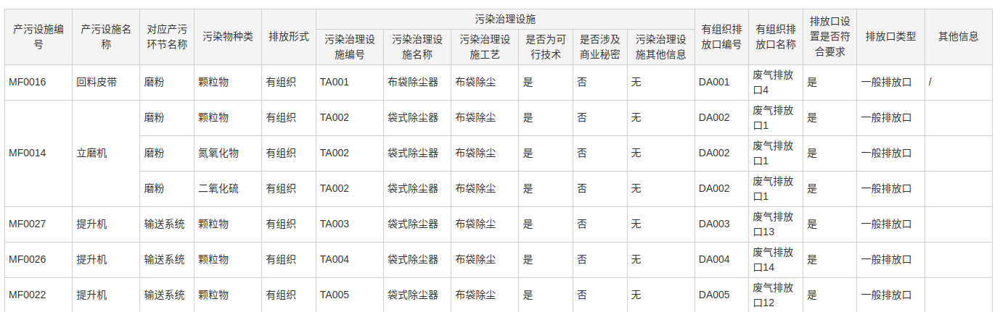 产污设施编号 产污设施名称 对应产污环节名称 污染物种类 排放形式 污染治理设施 有组织排放口编号 有组织排放口名称 排放口设置是否符合要求 排放口类型 其他信息
污染治理设施编号 污染治理设施名称 污染治理设施工艺 是否为可行技术 是否涉及商业秘密 污染治理设施其他信息
MF0016 回料皮带 磨粉 颗粒物 有组织 TA001 布袋除尘器 布袋除尘 是 否 无 DA001 废气排放口4 是 一般排放口 /
MF0014 立磨机 磨粉 颗粒物 有组织 TA002 袋式除尘器 布袋除尘 是 否 无 DA002 废气排放口1 是 一般排放口
磨粉 氮氧化物 有组织 TA002 袋式除尘器 布袋除尘 是 否 无 DA002 废气排放口1 是 一般排放口
磨粉 二氧化硫 有组织 TA002 袋式除尘器 布袋除尘 是 否 无 DA002 废气排放口1 是 一般排放口
MF0027 提升机 输送系统 颗粒物 有组织 TA003 袋式除尘器 布袋除尘 是 否 无 DA003 废气排放口13 是 一般排放口
MF0026 提升机 输送系统 颗粒物 有组织 TA004 袋式除尘器 布袋除尘 是 否 无 DA004 废气排放口14 是 一般排放口
MF0022 提升机 输送系统 颗粒物 有组织 TA005 袋式除尘器 布袋除尘 是 否 无 DA005 废气排放口12 是 一般排放口